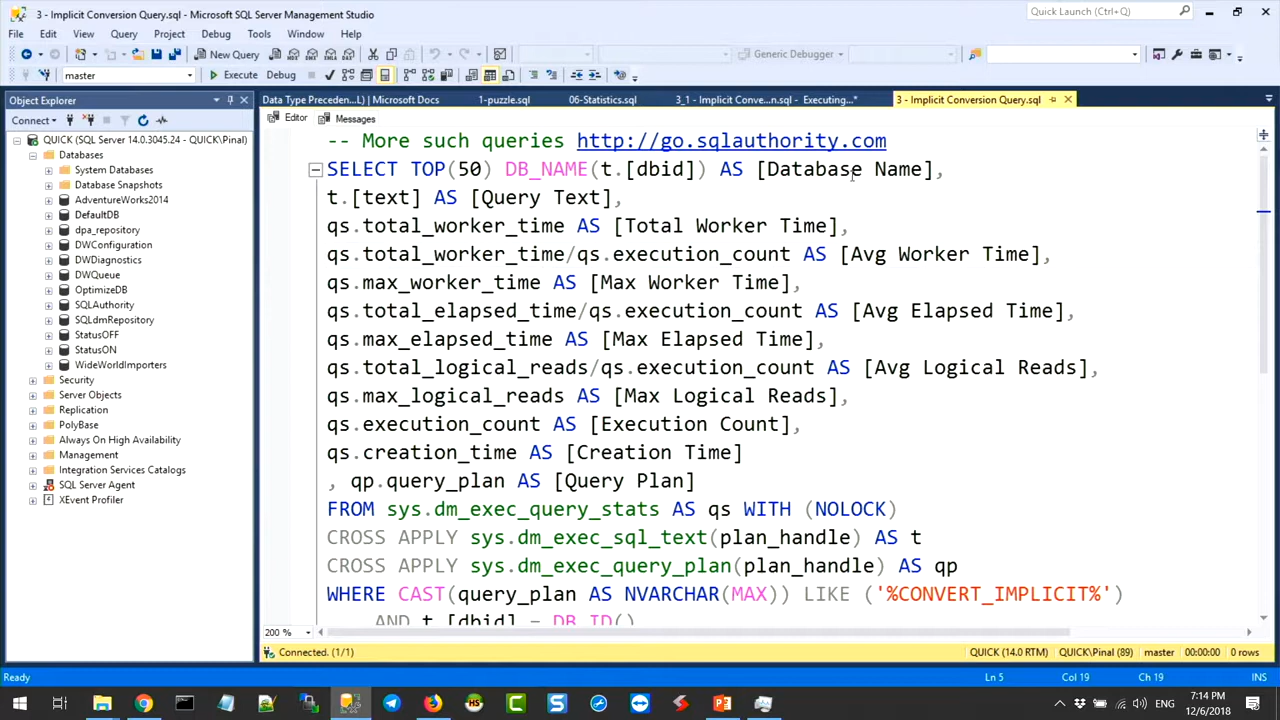 3 - Implicit Conversion Query.sql - Microsoft SQL Server Management Studio
Quick Launch (Ctrl+Q)
File Edit View Query Project Debug Tools Window Help
New Query
Generic Debugger
master
Execute Debug
Object Explorer
Data Type Preceden...L) | Microsoft Docs
1-puzzle.sql
06-Statistics.sql
3_1 - Implicit Conve...n.sql - Executing...*
3 - Implicit Conversion Query.sql
Connect
Editor Messages
QUICK (SQL Server 14.0.3045.24 - QUICK\Pinal)
Databases
System Databases
Database Snapshots
AdventureWorks2014
DefaultDB
dpa_repository
DWConfiguration
DWDiagnostics
DWQueue
OptimizeDB
SQLAuthority
SQLdmRepository
StatusOFF
StatusON
WideWorldImporters
Security
Server Objects
Replication
PolyBase
Always On High Availability
Management
Integration Services Catalogs
SQL Server Agent
XEvent Profiler
-- More such queries http://go.sqlauthority.com
SELECT TOP(50) DB_NAME(t.[dbid]) AS [Database Name],
t.[text] AS [Query Text],
qs.total_worker_time AS [Total Worker Time],
qs.total_worker_time/qs.execution_count AS [Avg Worker Time],
qs.max_worker_time AS [Max Worker Time],
qs.total_elapsed_time/qs.execution_count AS [Avg Elapsed Time],
qs.max_elapsed_time AS [Max Elapsed Time],
qs.total_logical_reads/qs.execution_count AS [Avg Logical Reads],
qs.max_logical_reads AS [Max Logical Reads],
qs.execution_count AS [Execution Count],
qs.creation_time AS [Creation Time]
, qp.query_plan AS [Query Plan]
FROM sys.dm_exec_query_stats AS qs WITH (NOLOCK)
CROSS APPLY sys.dm_exec_sql_text(plan_handle) AS t
CROSS APPLY sys.dm_exec_query_plan(plan_handle) AS qp
WHERE CAST(query_plan AS NVARCHAR(MAX)) LIKE ('%CONVERT_IMPLICIT%')
AND t.[dbid] = DB_ID()
200 %
Connected. (1/1)
QUICK (14.0 RTM) QUICK\Pinal (89) master 00:00:00 0 rows
Ready
Ln 5 Col 19 Ch 19 INS
ENG
7:14 PM
12/6/2018